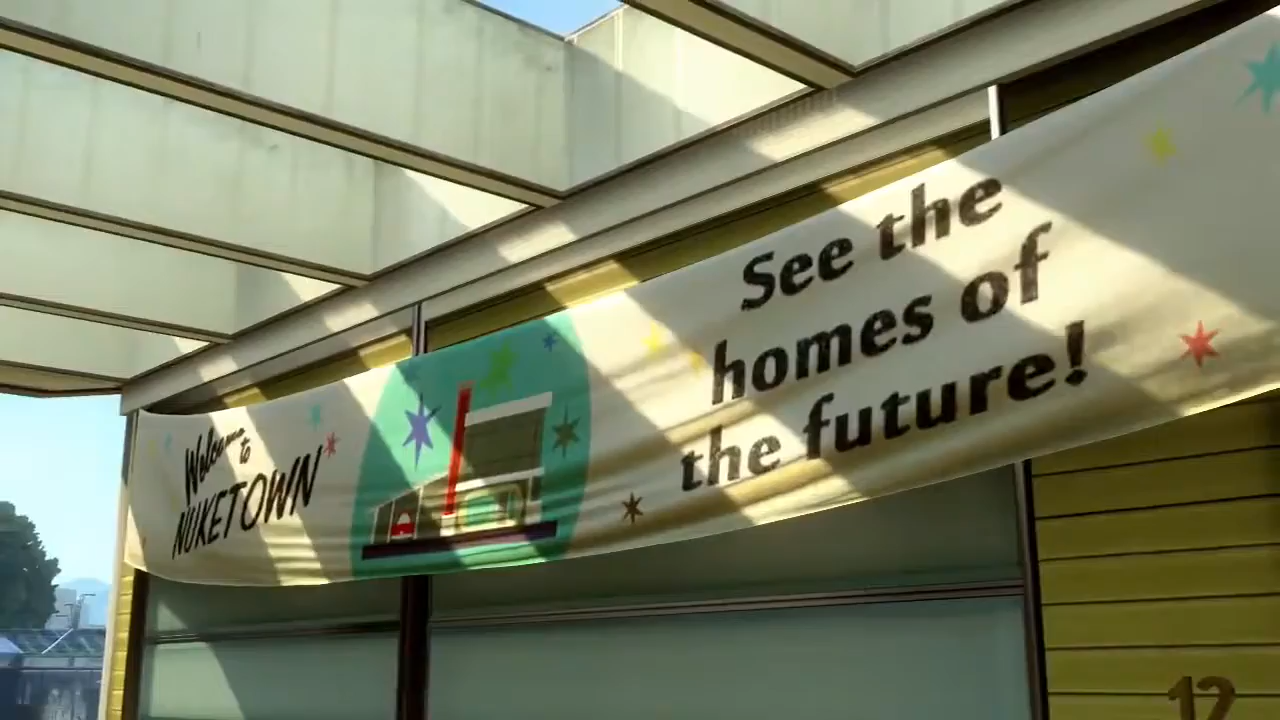 Welcome
to
NUKETOWN
See the
homes of
the future!
12